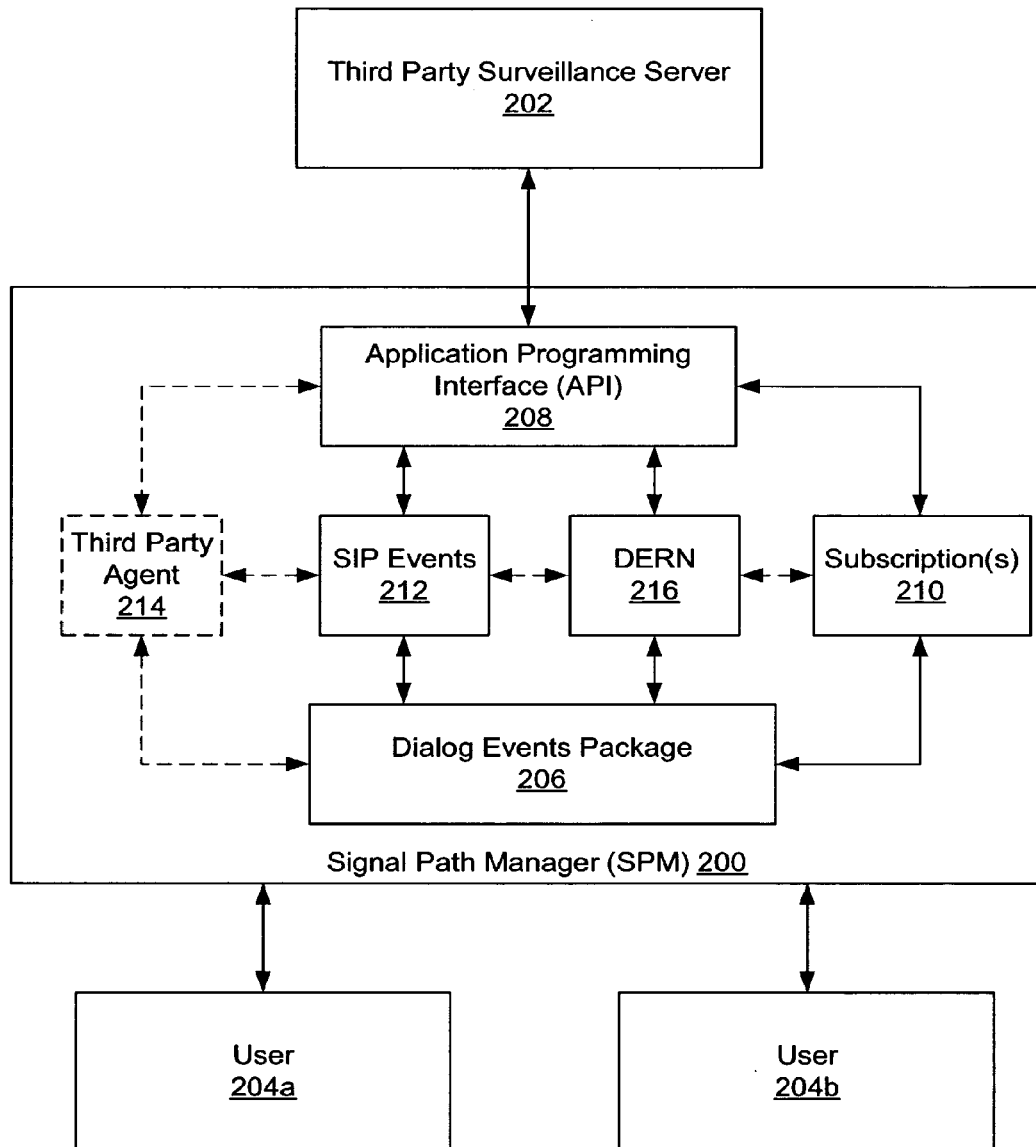 Third Party Surveillance Server
202
Application Programming
Interface (API)
208
Third Party
Agent
214
SIP Events
212
DERN
216
Subscription(s)
210
Dialog Events Package
206
Signal Path Manager (SPM) 200
User
204a
User
204b